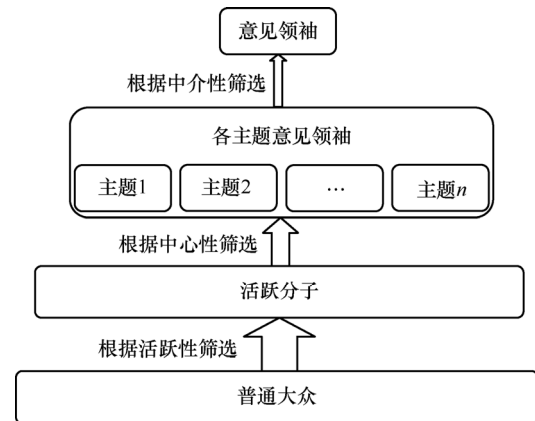 意见领袖
根据中介性筛选
各主题意见领袖
主题1
主题2
…
主题n
根据中心性筛选
活跃分子
根据活跃性筛选
普通大众